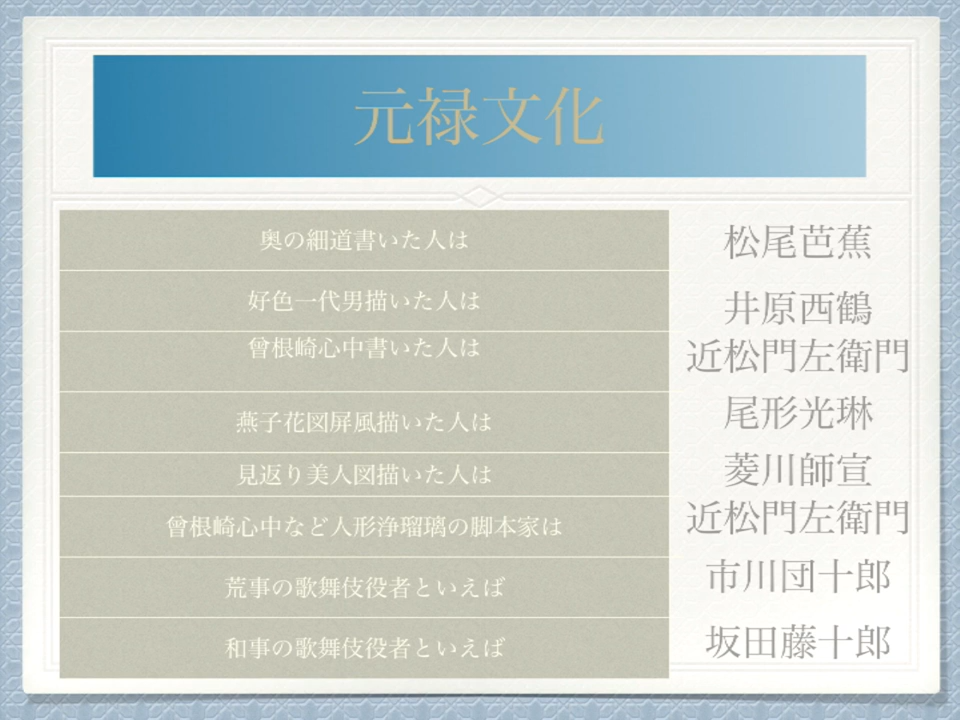 元禄文化
奥の細道書いた人は
松尾芭蕉
好色一代男描いた人は
井原西鶴
曾根崎心中書いた人は
近松門左衛門
燕子花図屏風描いた人は
尾形光琳
見返り美人図描いた人は
菱川師宣
曾根崎心中など人形浄瑠璃の脚本家は
近松門左衛門
荒事の歌舞伎役者といえば
市川団十郎
和事の歌舞伎役者といえば
坂田藤十郎